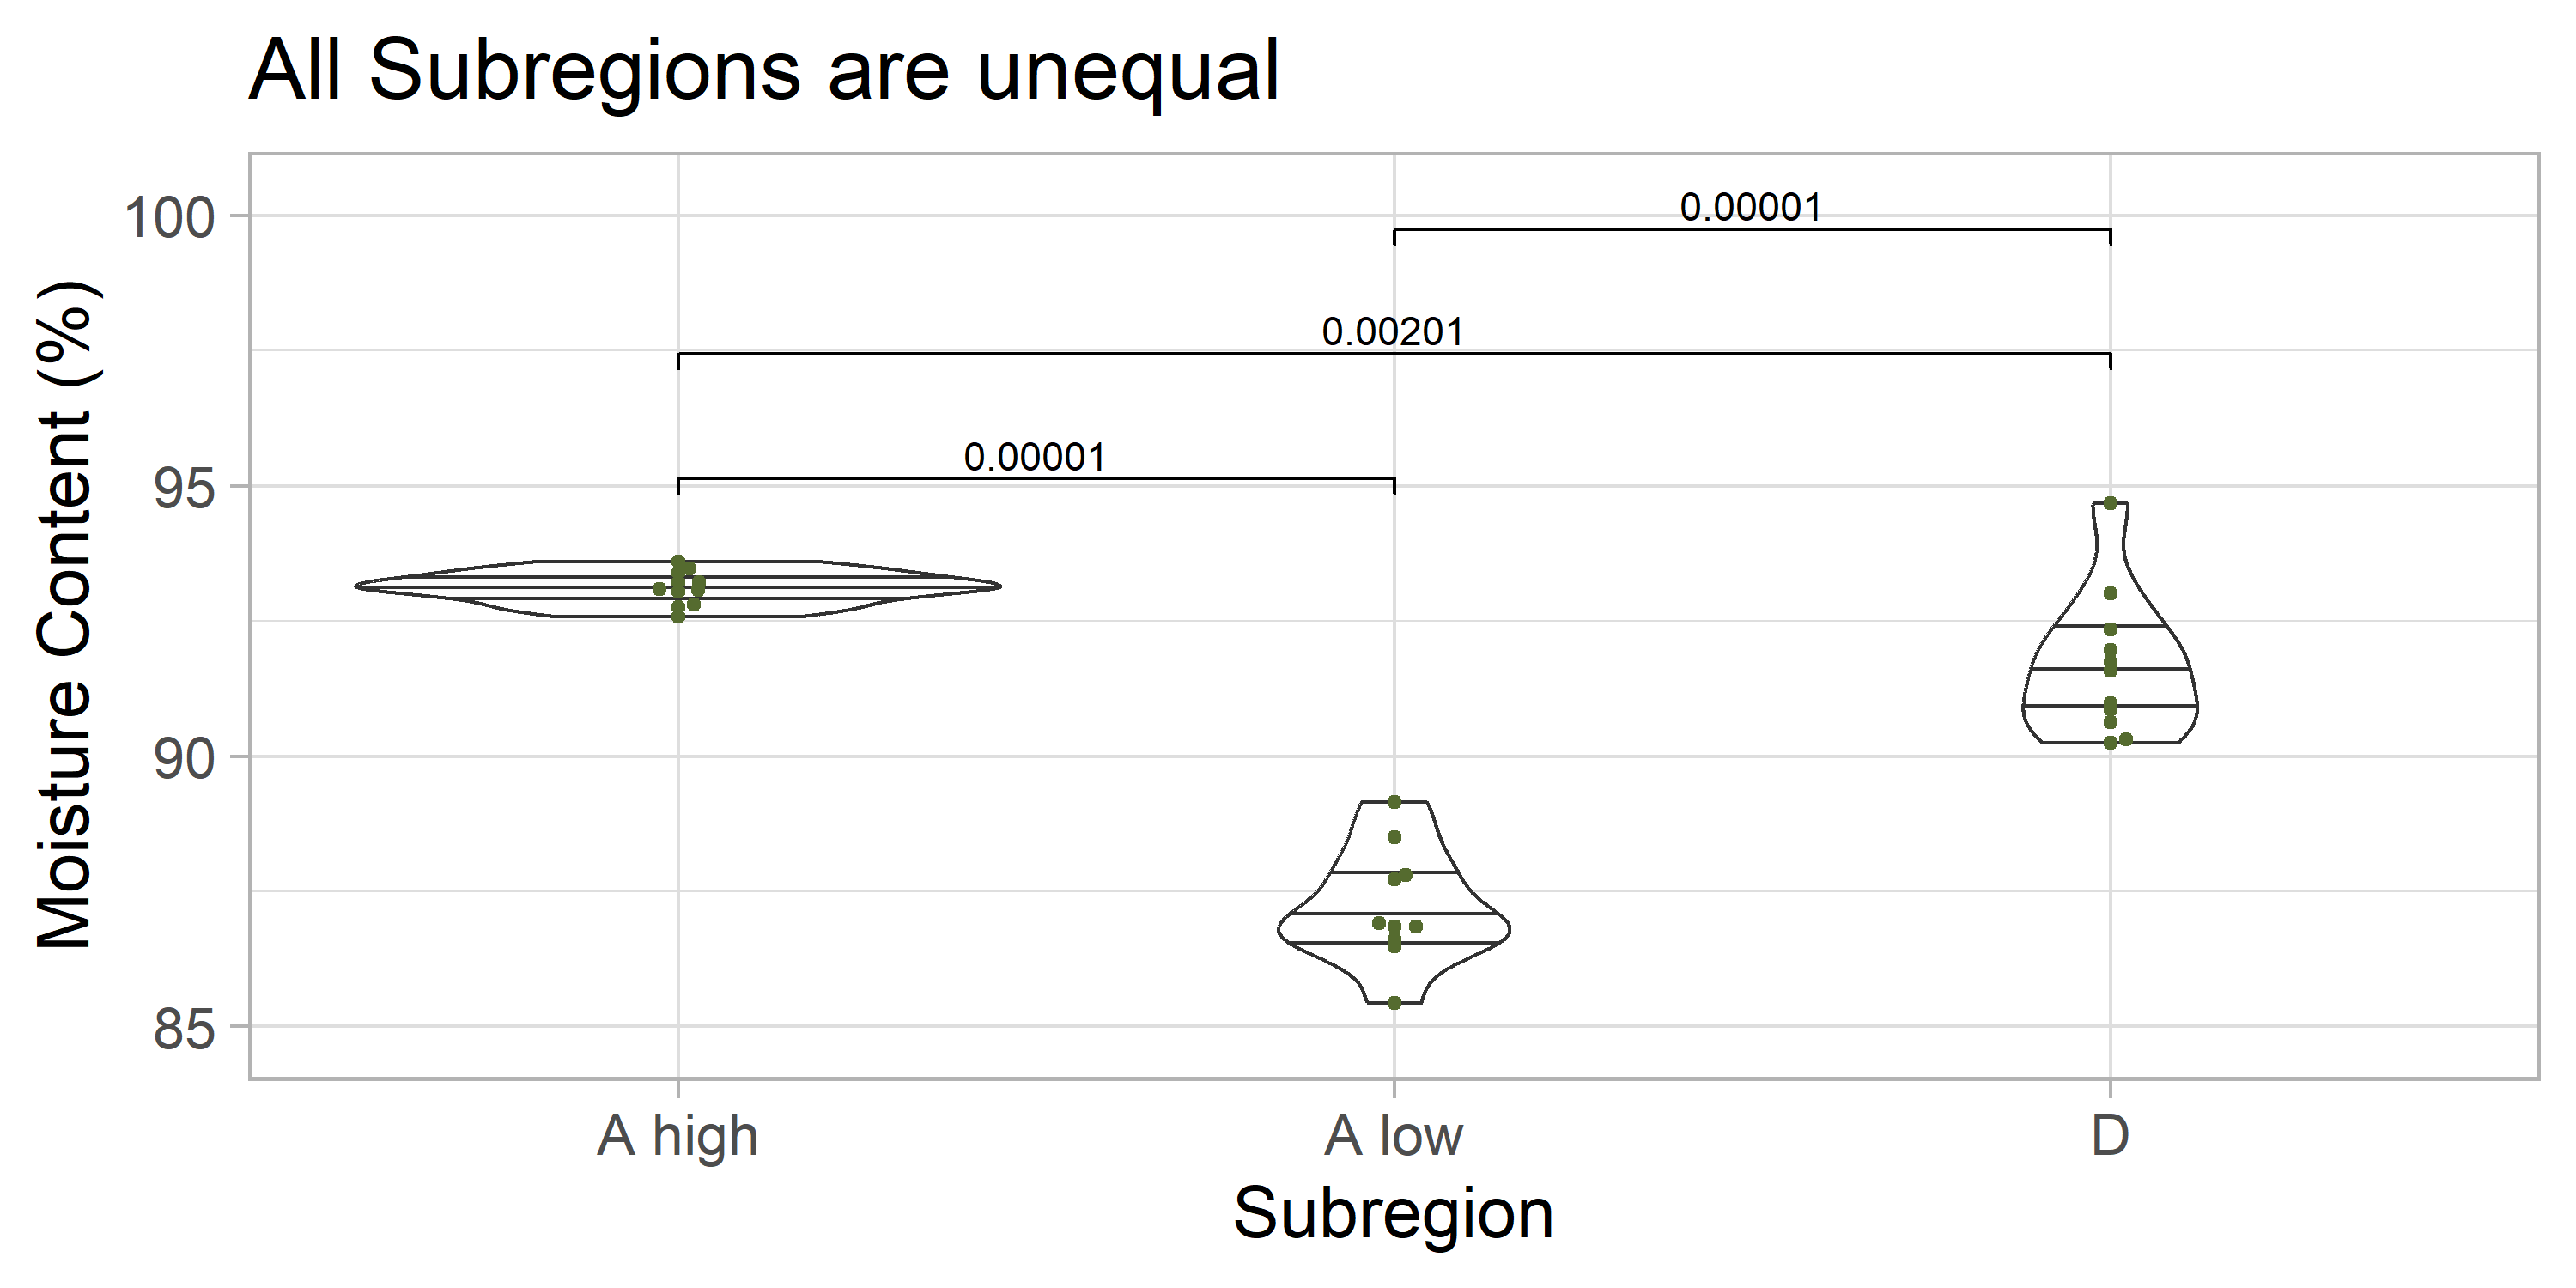 All Subregions are unequal
Moisture Content (%)
100
95
90
85
0.00001
0.00201
0.00001
A high
A low
D
Subregion